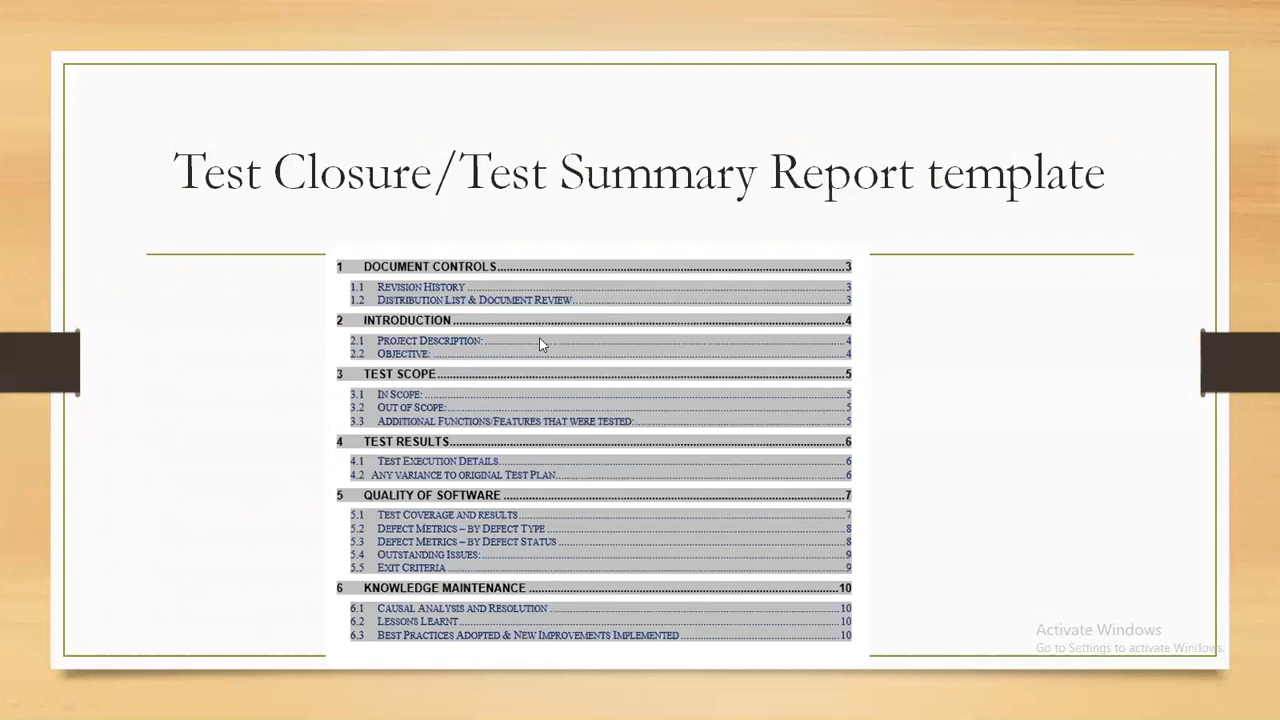 Test Closure/Test Summary Report template
1 DOCUMENT CONTROLS 3
1.1 REVISION HISTORY 3
1.2 DISTRIBUTION LIST & DOCUMENT REVIEW 3
2 INTRODUCTION 4
2.1 PROJECT DESCRIPTION: 4
2.2 OBJECTIVE: 4
3 TEST SCOPE 5
3.1 IN SCOPE: 5
3.2 OUT OF SCOPE: 5
3.3 ADDITIONAL FUNCTIONS/FEATURES THAT WERE TESTED: 5
4 TEST RESULTS 6
4.1 TEST EXECUTION DETAILS 6
4.2 ANY VARIANCE TO ORIGINAL TEST PLAN 6
5 QUALITY OF SOFTWARE 7
5.1 TEST COVERAGE AND RESULTS 7
5.2 DEFECT METRICS – BY DEFECT TYPE 8
5.3 DEFECT METRICS – BY DEFECT STATUS 8
5.4 OUTSTANDING ISSUES: 9
5.5 EXIT CRITERIA 9
6 KNOWLEDGE MAINTENANCE 10
6.1 CAUSAL ANALYSIS AND RESOLUTION 10
6.2 LESSONS LEARNT 10
6.3 BEST PRACTICES ADOPTED & NEW IMPROVEMENTS IMPLEMENTED 10
Activate Windows
Go to Settings to activate Windows.